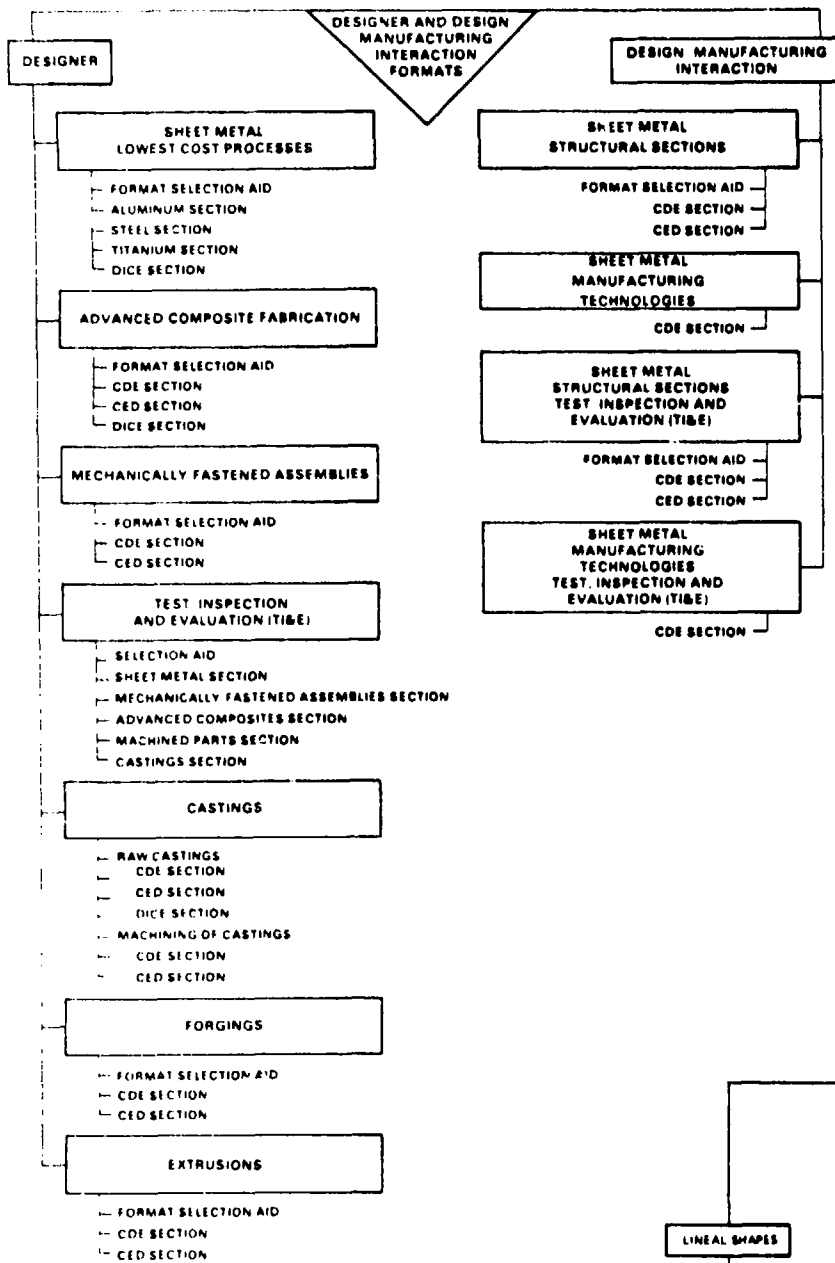 DESIGNER AND DESIGN
MANUFACTURING
INTERACTION
FORMATS
DESIGNER
SHEET METAL
LOWEST COST PROCESSES
FORMAT SELECTION AID
ALUMINUM SECTION
STEEL SECTION
TITANIUM SECTION
DICE SECTION
ADVANCED COMPOSITE FABRICATION
FORMAT SELECTION AID
CDE SECTION
CED SECTION
DICE SECTION
MECHANICALLY FASTENED ASSEMBLIES
FORMAT SELECTION AID
CDE SECTION
CED SECTION
TEST INSPECTION
AND EVALUATION (TI&E)
SELECTION AID
SHEET METAL SECTION
MECHANICALLY FASTENED ASSEMBLIES SECTION
ADVANCED COMPOSITES SECTION
MACHINED PARTS SECTION
CASTINGS SECTION
CASTINGS
RAW CASTINGS
CDE SECTION
CED SECTION
DICE SECTION
MACHINING OF CASTINGS
CDE SECTION
CED SECTION
FORGINGS
FORMAT SELECTION AID
CDE SECTION
CED SECTION
EXTRUSIONS
FORMAT SELECTION AID
CDE SECTION
CED SECTION
DESIGN MANUFACTURING
INTERACTION
SHEET METAL
STRUCTURAL SECTIONS
FORMAT SELECTION AID
CDE SECTION
CED SECTION
SHEET METAL
MANUFACTURING
TECHNOLOGIES
CDE SECTION
SHEET METAL
STRUCTURAL SECTIONS
TEST INSPECTION AND
EVALUATION (TI&E)
FORMAT SELECTION AID
CDE SECTION
CED SECTION
SHEET METAL
MANUFACTURING
TECHNOLOGIES
TEST, INSPECTION AND
EVALUATION (TI&E)
CDE SECTION
LINEAL SHAPES